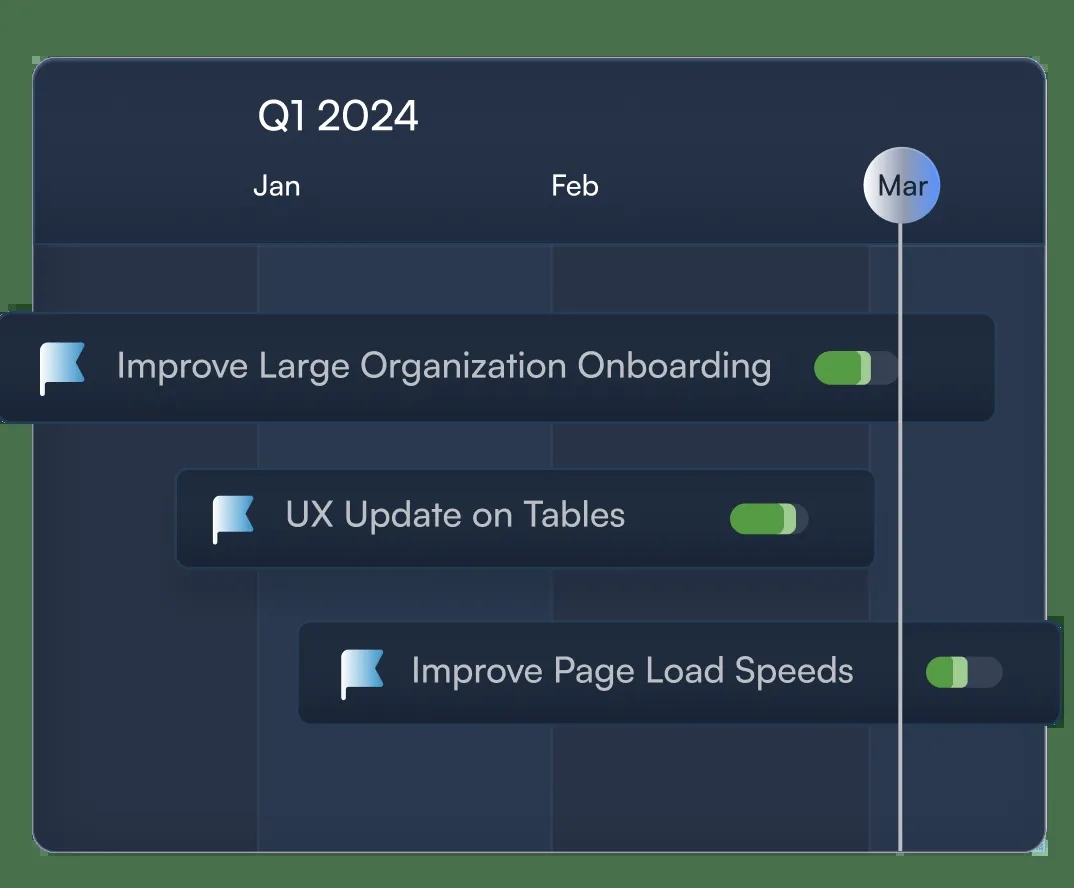 Q1 2024
Jan Feb Mar
Improve Large Organization Onboarding
UX Update on Tables
Improve Page Load Speeds